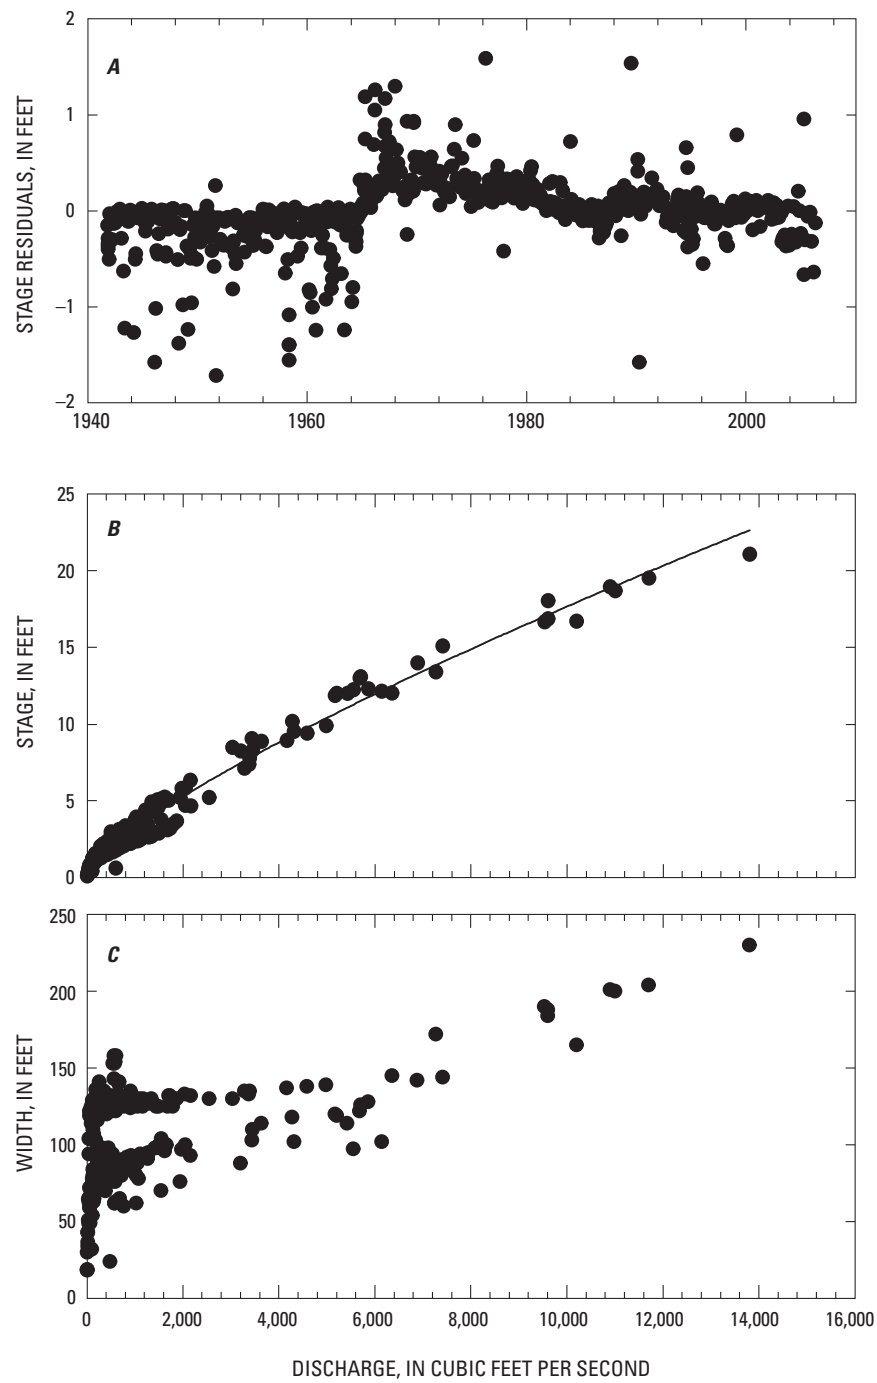 2
A
1
0
–1
–2
STAGE RESIDUALS, IN FEET
1940 1960 1980 2000
25
B
20
15
10
5
0
STAGE, IN FEET
250
C
200
150
100
50
0
WIDTH, IN FEET
0 2,000 4,000 6,000 8,000 10,000 12,000 14,000 16,000
DISCHARGE, IN CUBIC FEET PER SECOND